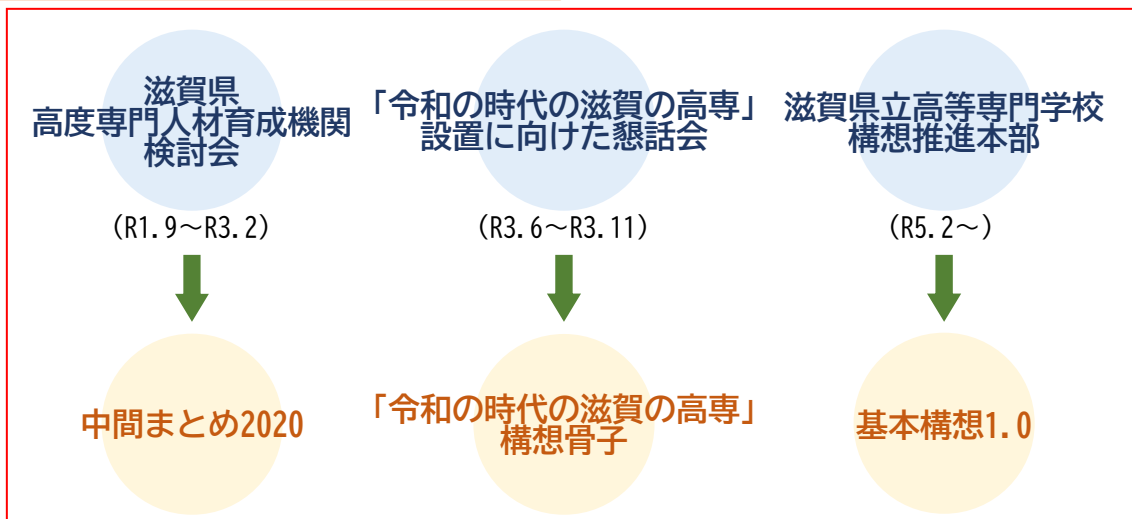 滋賀県
高度専門人材育成機関
検討会
(R1.9～R3.2)
中間まとめ2020
「令和の時代の滋賀の高専」
設置に向けた懇話会
(R3.6～R3.11)
「令和の時代の滋賀の高専」
構想骨子
滋賀県立高等専門学校
構想推進本部
(R5.2～)
基本構想1.0